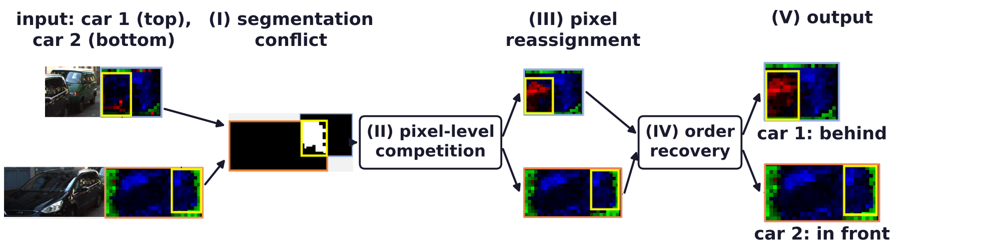 input: car 1 (top),
car 2 (bottom)
(I) segmentation
conflict
(II) pixel-level
competition
(III) pixel
reassignment
(IV) order
recovery
(V) output
car 1: behind
car 2: in front